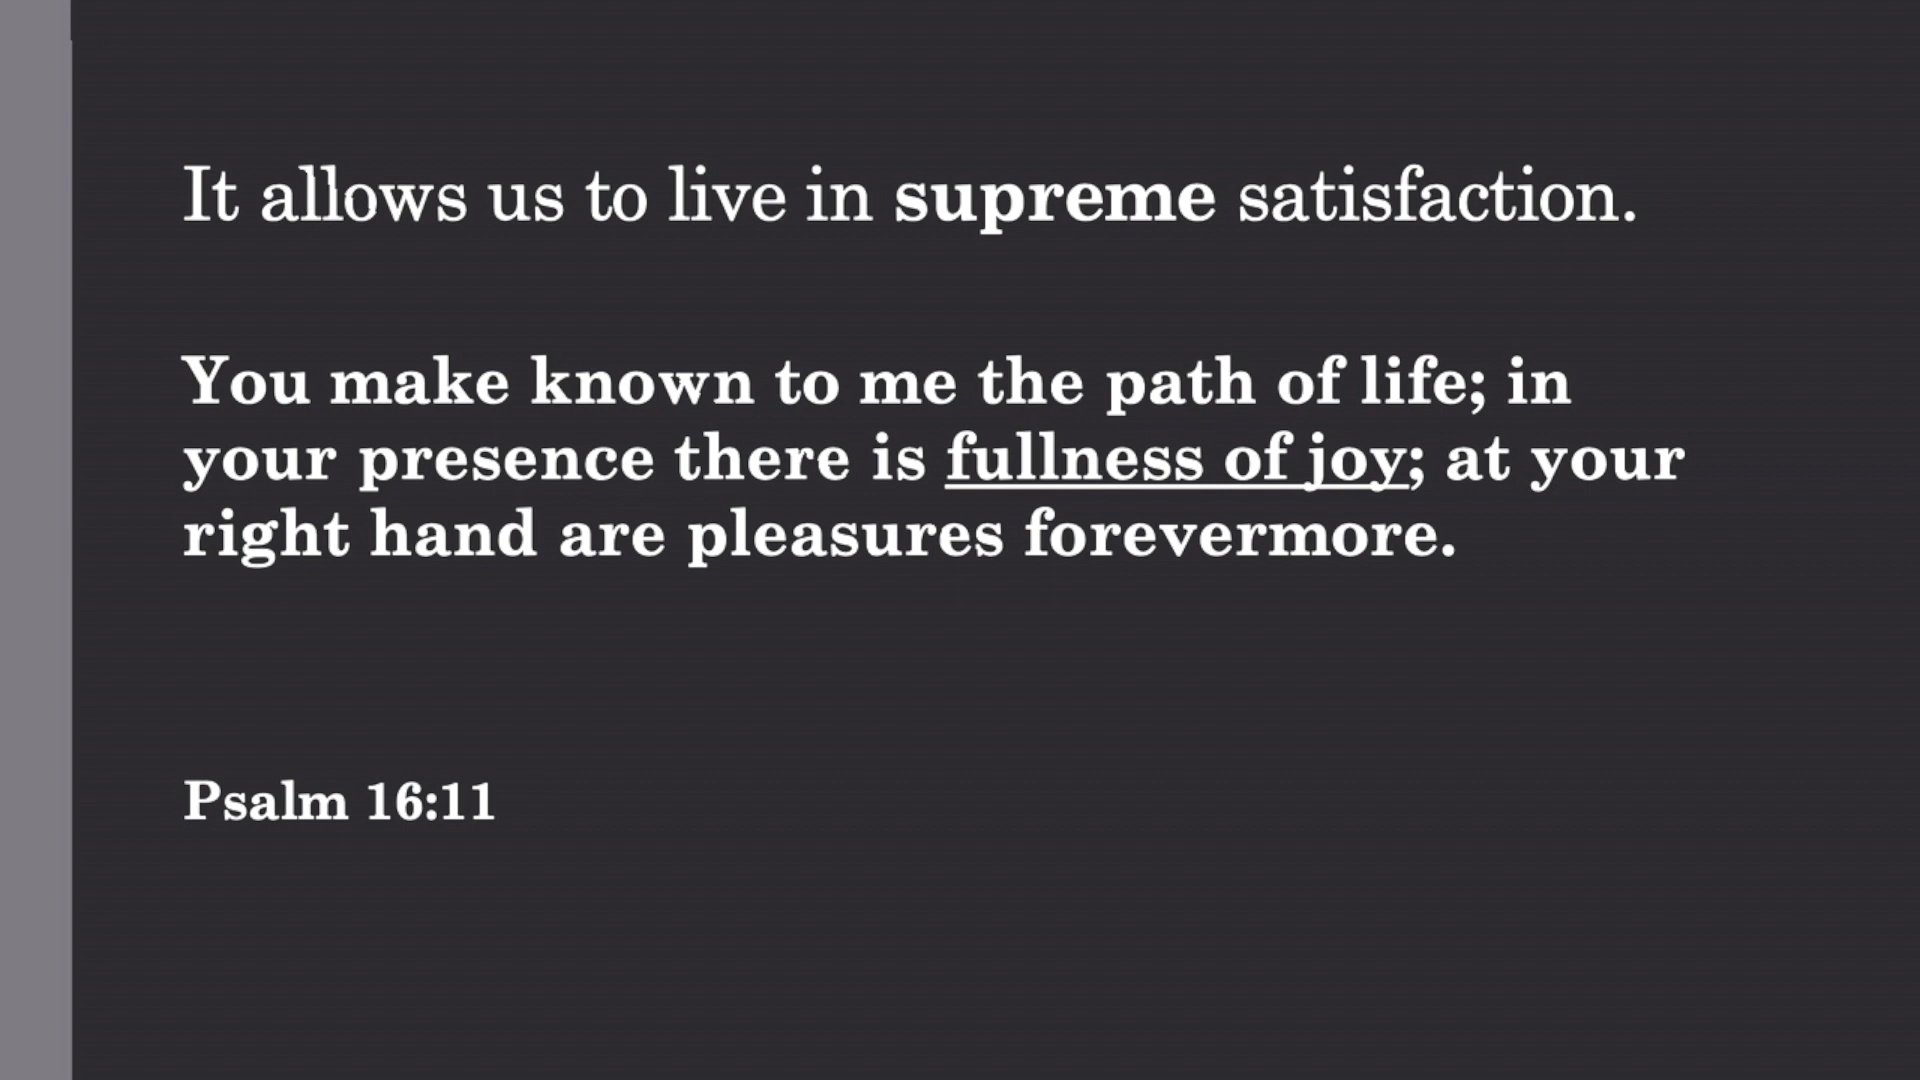 It allows us to live in supreme satisfaction.
You make known to me the path of life; in
your presence there is fullness of joy; at your
right hand are pleasures forevermore.
Psalm 16:11